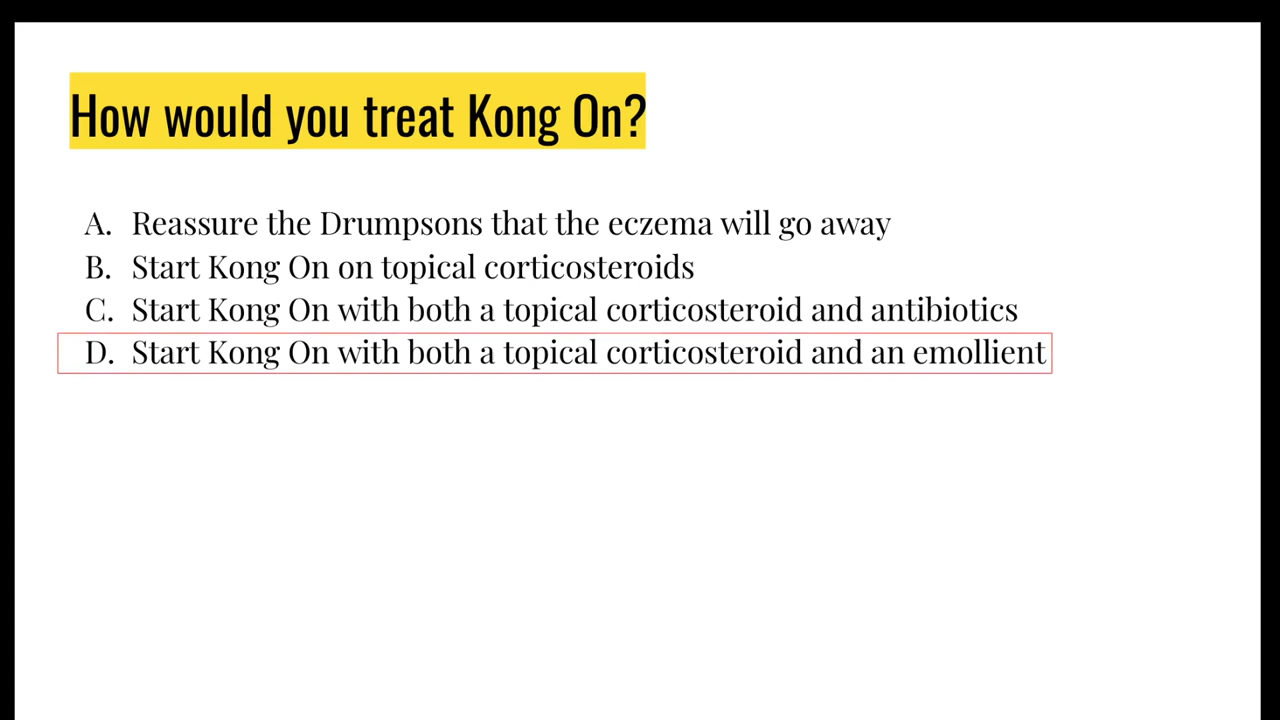 How would you treat Kong On?
A. Reassure the Drumpsons that the eczema will go away
B. Start Kong On on topical corticosteroids
C. Start Kong On with both a topical corticosteroid and antibiotics
D. Start Kong On with both a topical corticosteroid and an emollient